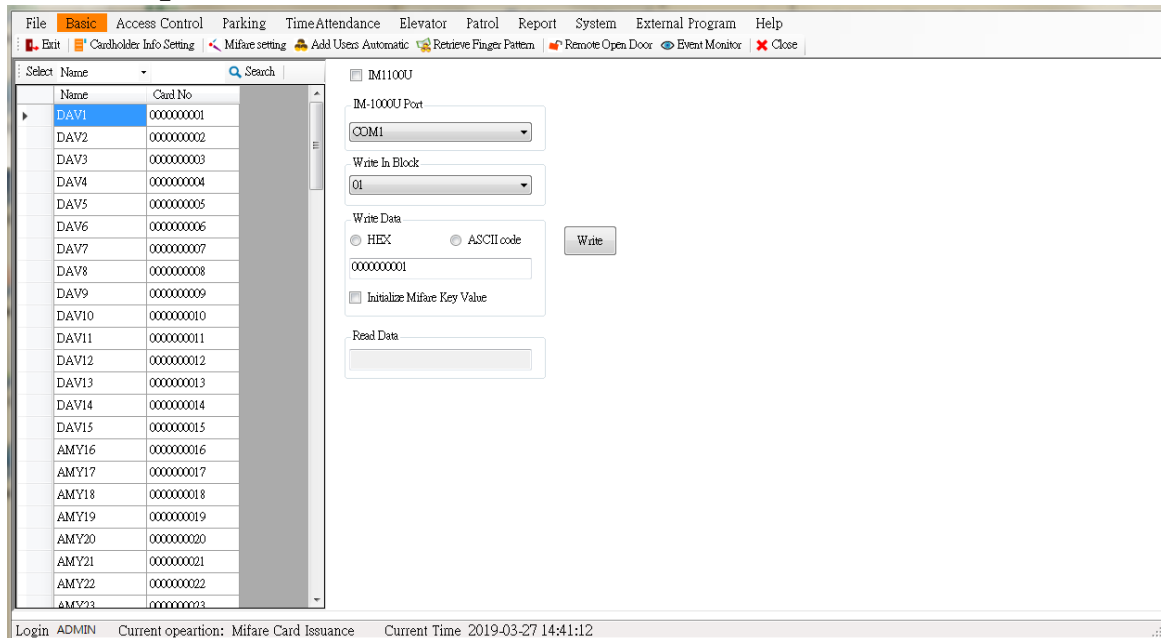 File Basic Access Control Parking TimeAttendance Elevator Patrol Report System External Program Help
Exit Cardholder Info Setting Mifare setting Add Users Automatic Retrieve Finger Pattern Remote Open Door Event Monitor Close
Select Name Search
Name Card No
DAV1 0000000001
DAV2 0000000002
DAV3 0000000003
DAV4 0000000004
DAV5 0000000005
DAV6 0000000006
DAV7 0000000007
DAV8 0000000008
DAV9 0000000009
DAV10 0000000010
DAV11 0000000011
DAV12 0000000012
DAV13 0000000013
DAV14 0000000014
DAV15 0000000015
AMY16 0000000016
AMY17 0000000017
AMY18 0000000018
AMY19 0000000019
AMY20 0000000020
AMY21 0000000021
AMY22 0000000022
AMY23 0000000023
IM1100U
IM-1000U Port
COM1
Write In Block
01
Write Data
HEX ASCII code
Write
0000000001
Initialize Mifare Key Value
Read Data
Login ADMIN Current opeartion: Mifare Card Issuance Current Time 2019-03-27 14:41:12